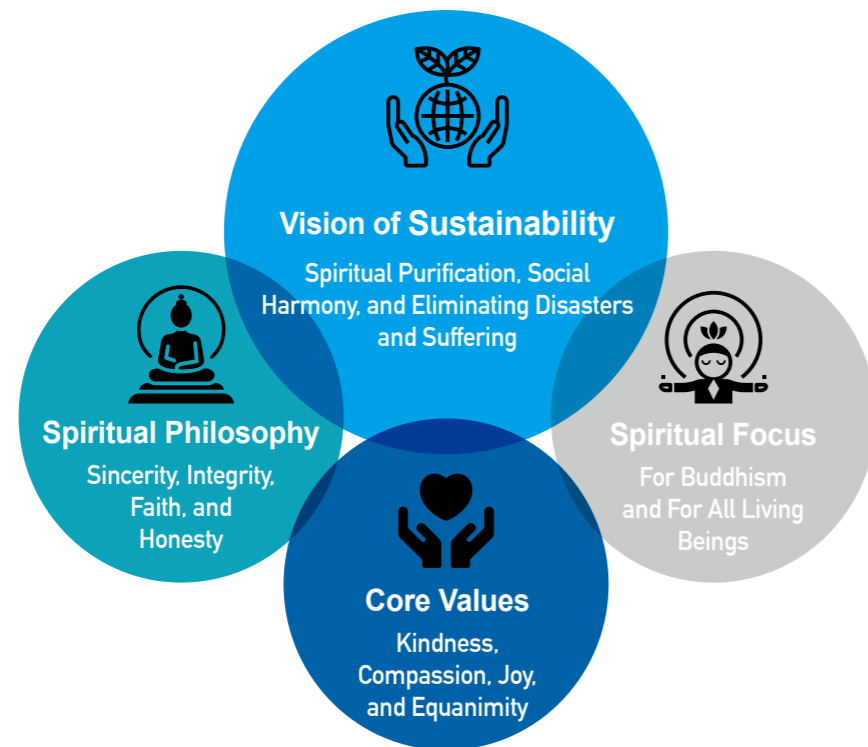 Vision of Sustainability
Spiritual Purification, Social
Harmony, and Eliminating Disasters
and Suffering
Spiritual Philosophy
Sincerity, Integrity,
Faith, and
Honesty
Spiritual Focus
For Buddhism
and For All Living
Beings
Core Values
Kindness,
Compassion, Joy,
and Equanimity